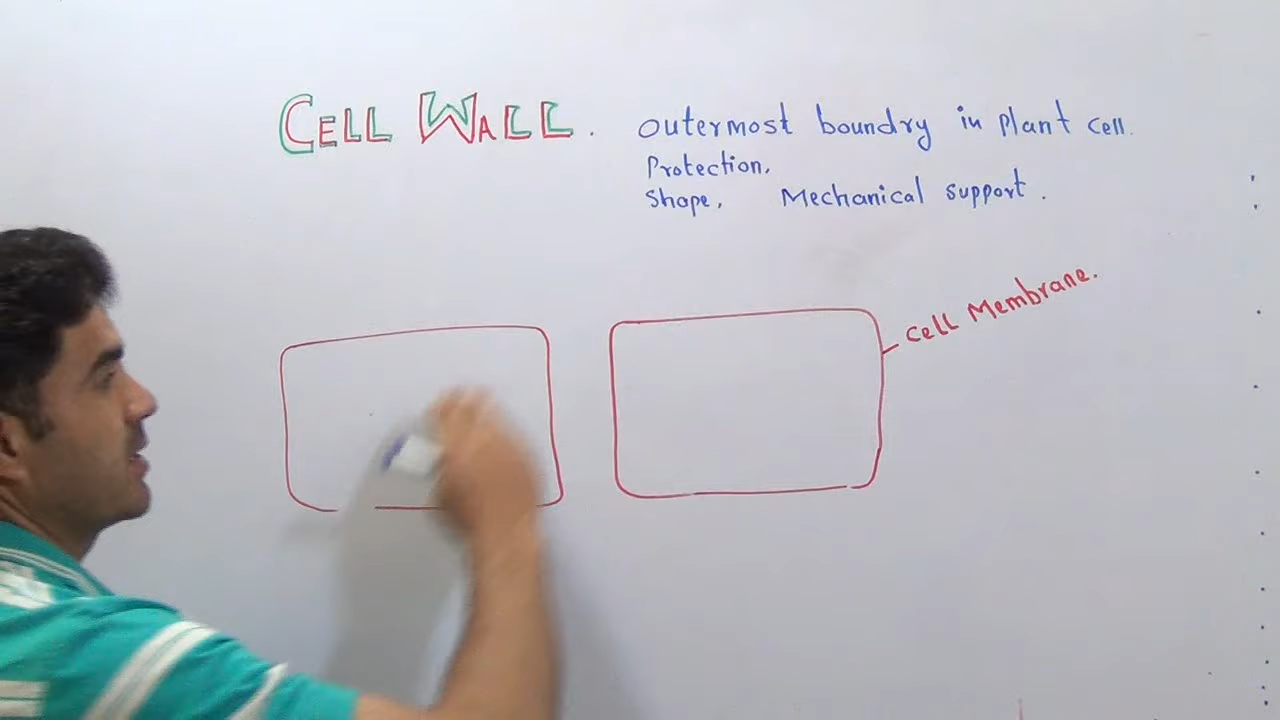 CELL WALL. outermost boundry in plant cell.
Protection,
shape, Mechanical support.
cell Membrane.